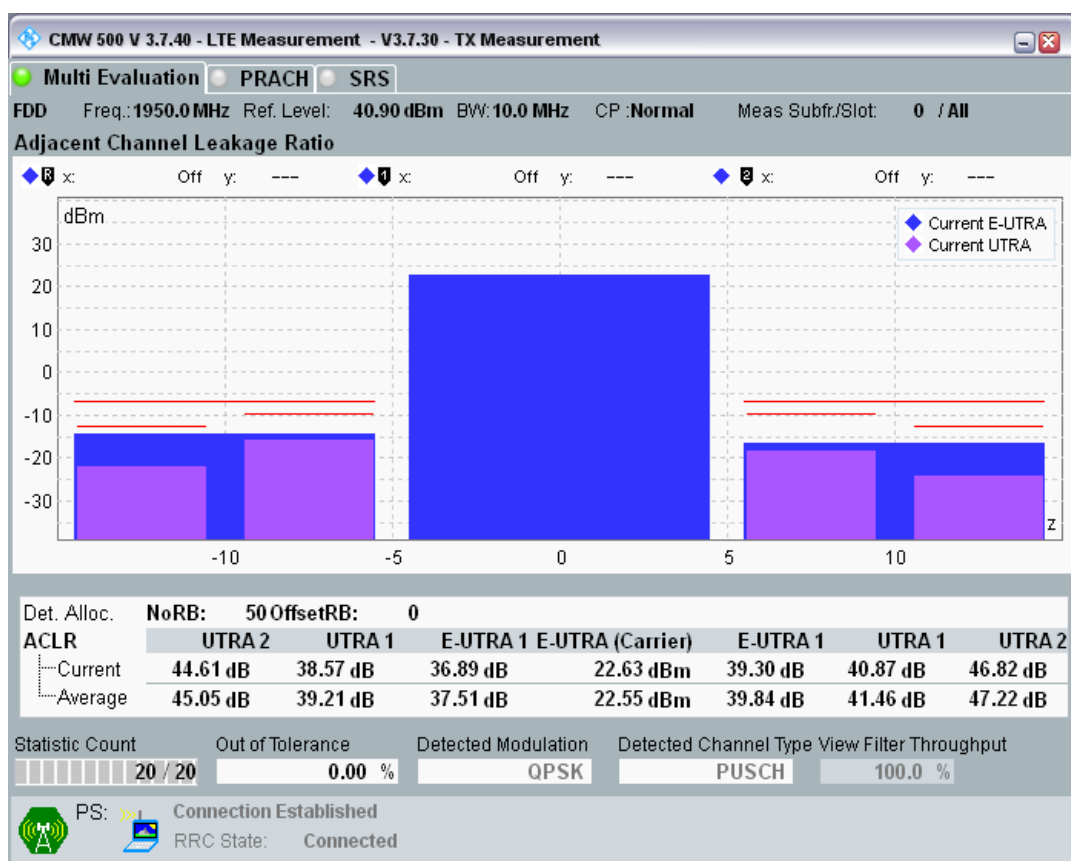 CMW 500 V 3.7.40 - LTE Measurement - V3.7.30 - TX Measurement
Multi Evaluation PRACH SRS
FDD Freq.: 1950.0 MHz Ref. Level: 40.90 dBm BW: 10.0 MHz CP : Normal Meas Subfr./Slot: 0 / All
Adjacent Channel Leakage Ratio
R x: Off y: --- 1 x: Off y: --- 2 x: Off y: ---
dBm
Current E-UTRA
Current UTRA
30
20
10
0
-10
-20
-30
z
-10 -5 0 5 10
Det. Alloc. NoRB: 50 OffsetRB: 0
ACLR UTRA 2 UTRA 1 E-UTRA 1 E-UTRA (Carrier) E-UTRA 1 UTRA 1 UTRA 2
Current 44.61 dB 38.57 dB 36.89 dB 22.63 dBm 39.30 dB 40.87 dB 46.82 dB
Average 45.05 dB 39.21 dB 37.51 dB 22.55 dBm 39.84 dB 41.46 dB 47.22 dB
Statistic Count Out of Tolerance Detected Modulation Detected Channel Type View Filter Throughput
20 / 20 0.00 % QPSK PUSCH 100.0 %
PS: Connection Established
RRC State: Connected